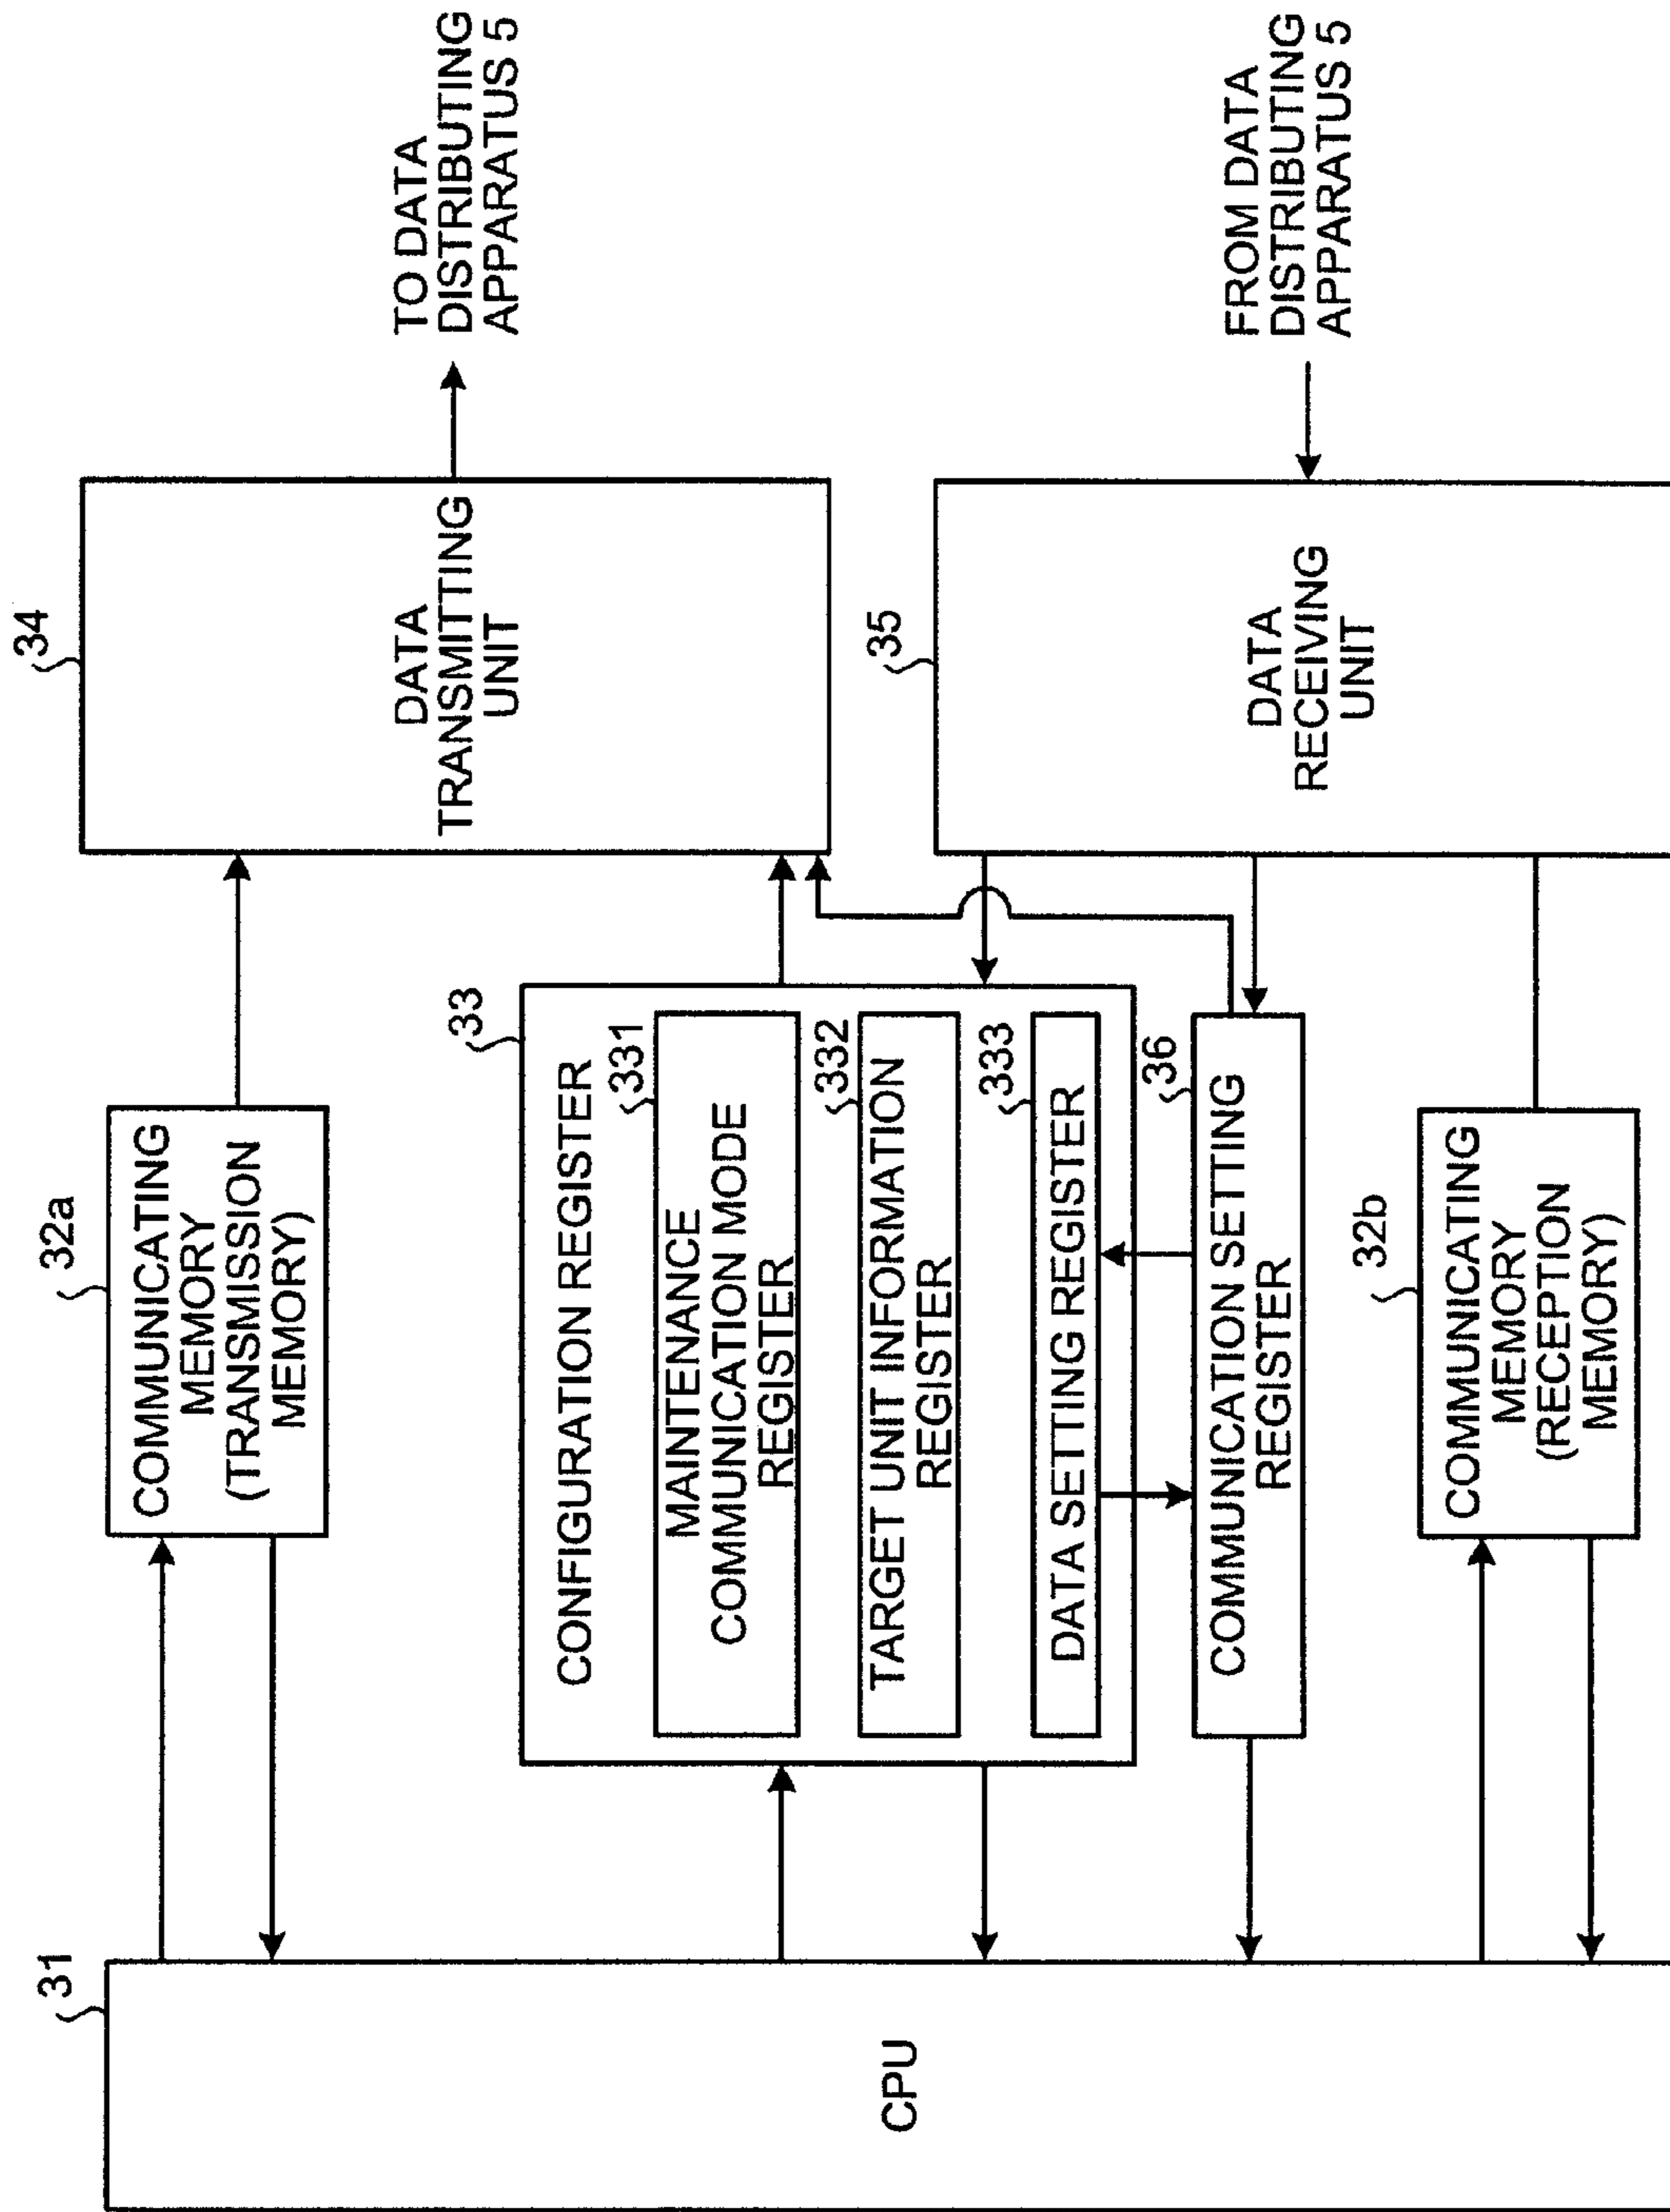 31
CPU
32a
COMMUNICATING
MEMORY
(TRANSMISSION
MEMORY)
33
CONFIGURATION REGISTER
331
MAINTENANCE
COMMUNICATION MODE
REGISTER
332
TARGET UNIT INFORMATION
REGISTER
333
DATA SETTING REGISTER
36
COMMUNICATION SETTING
REGISTER
32b
COMMUNICATING
MEMORY
(RECEPTION
MEMORY)
34
DATA
TRANSMITTING
UNIT
35
DATA
RECEIVING
UNIT
TO DATA
DISTRIBUTING
APPARATUS 5
FROM DATA
DISTRIBUTING
APPARATUS 5